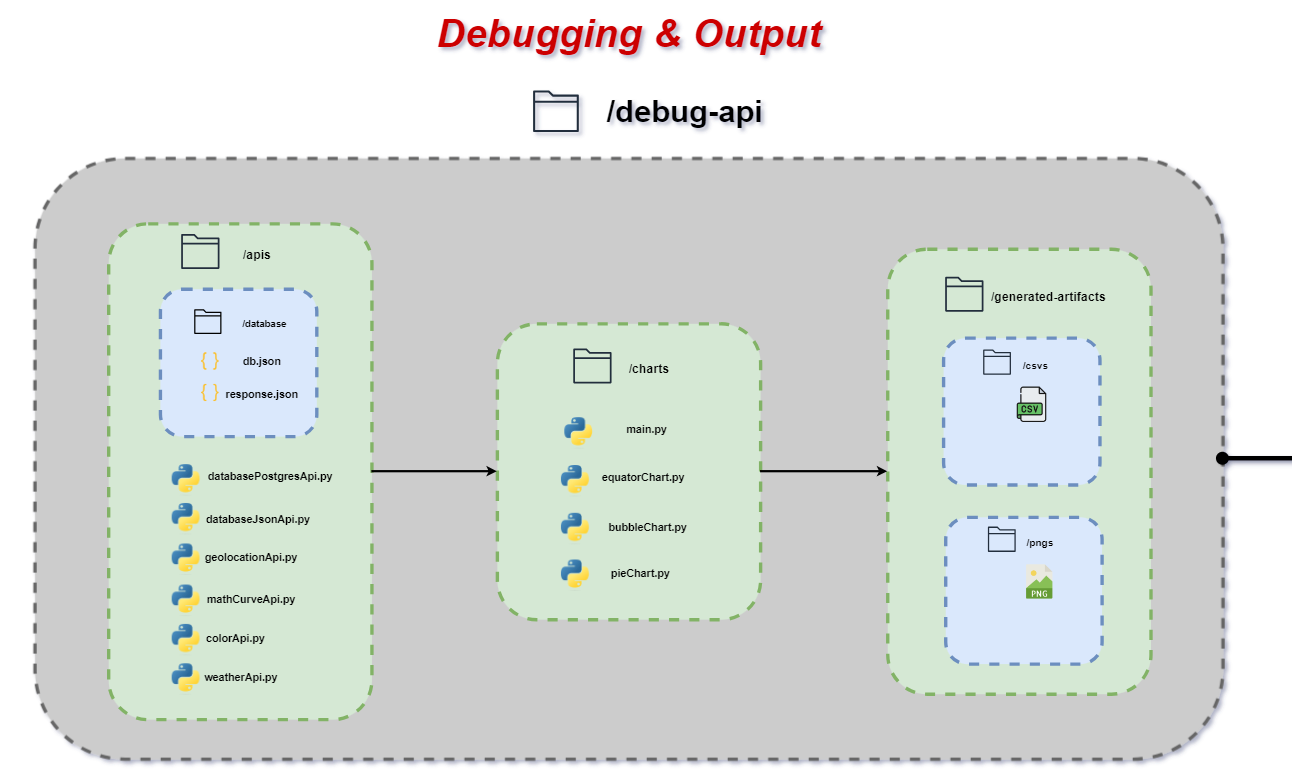 Debugging & Output
/debug-api
/apis
/database
{ } db.json
{ } response.json
databasePostgresApi.py
databaseJsonApi.py
geolocationApi.py
mathCurveApi.py
colorApi.py
weatherApi.py
/charts
main.py
equatorChart.py
bubbleChart.py
pieChart.py
/generated-artifacts
/csvs
CSV
/pngs
PNG